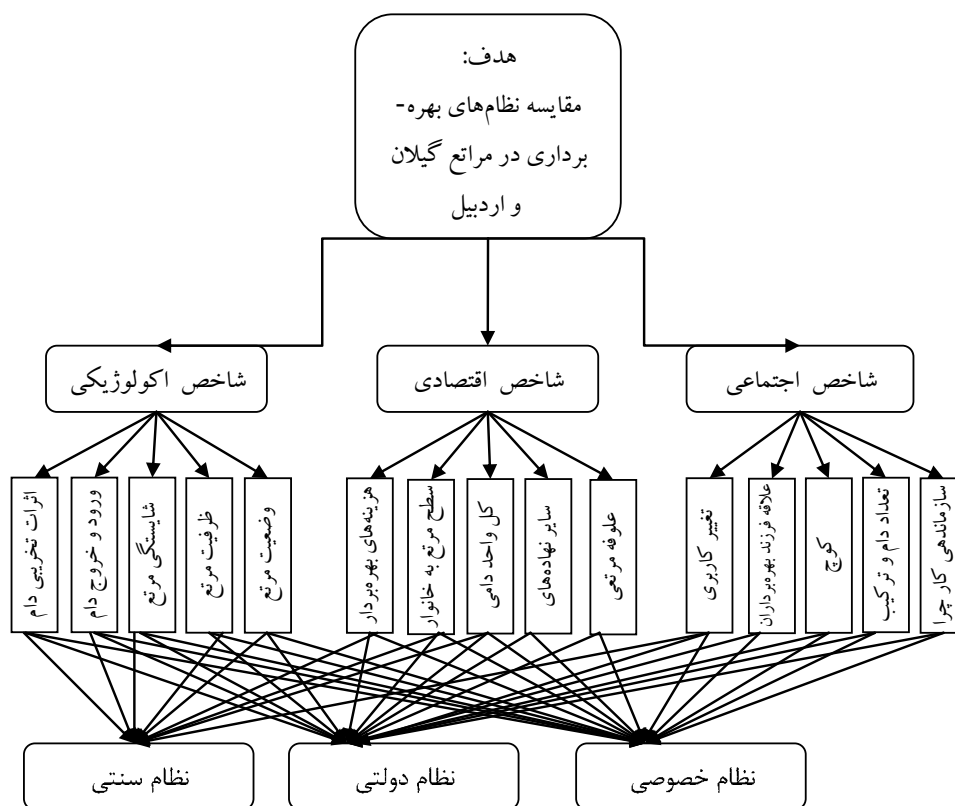 هدف:
مقایسه نظام‌های بهره-
برداری در مراتع گیلان
و اردبیل
شاخص اجتماعی
شاخص اقتصادی
شاخص اکولوژیکی
سازماندهی کار چرا
تعداد دام و ترکیب
کوچ
علاقه فرزند بهره‌برداران
تغییر کاربری
علوفه مرتعی
سایر نهاده‌های
کل واحد دامی
سطح مرتع به خانوار
هزینه‌های بهره‌بردار
وضعیت مرتع
ظرفیت مرتع
شایستگی مرتع
ورود و خروج دام
اثرات تخریبی دام
نظام خصوصی
نظام دولتی
نظام سنتی